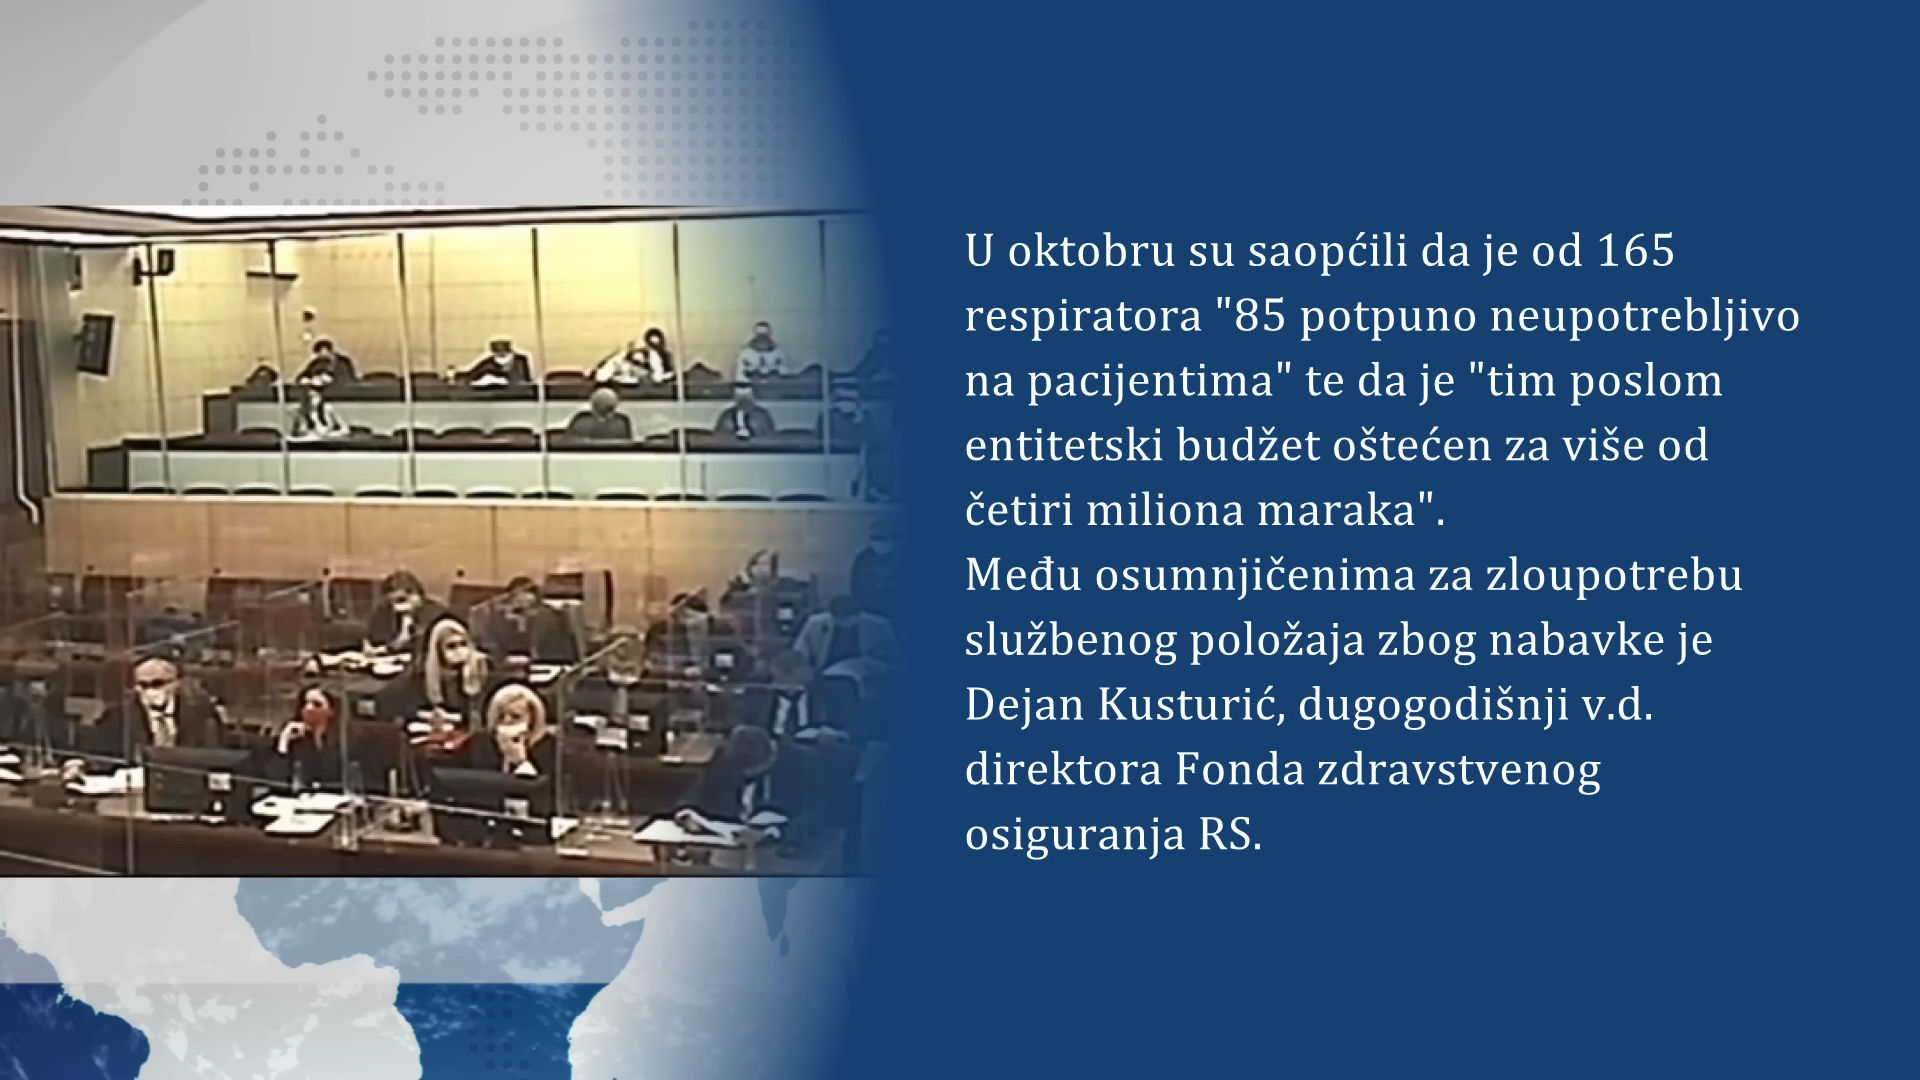 U oktobru su saopćili da je od 165
respiratora "85 potpuno neupotrebljivo
na pacijentima" te da je "tim poslom
entitetski budžet oštećen za više od
četiri miliona maraka".
Među osumnjičenima za zloupotrebu
službenog položaja zbog nabavke je
Dejan Kusturić, dugogodišnji v.d.
direktora Fonda zdravstvenog
osiguranja RS.